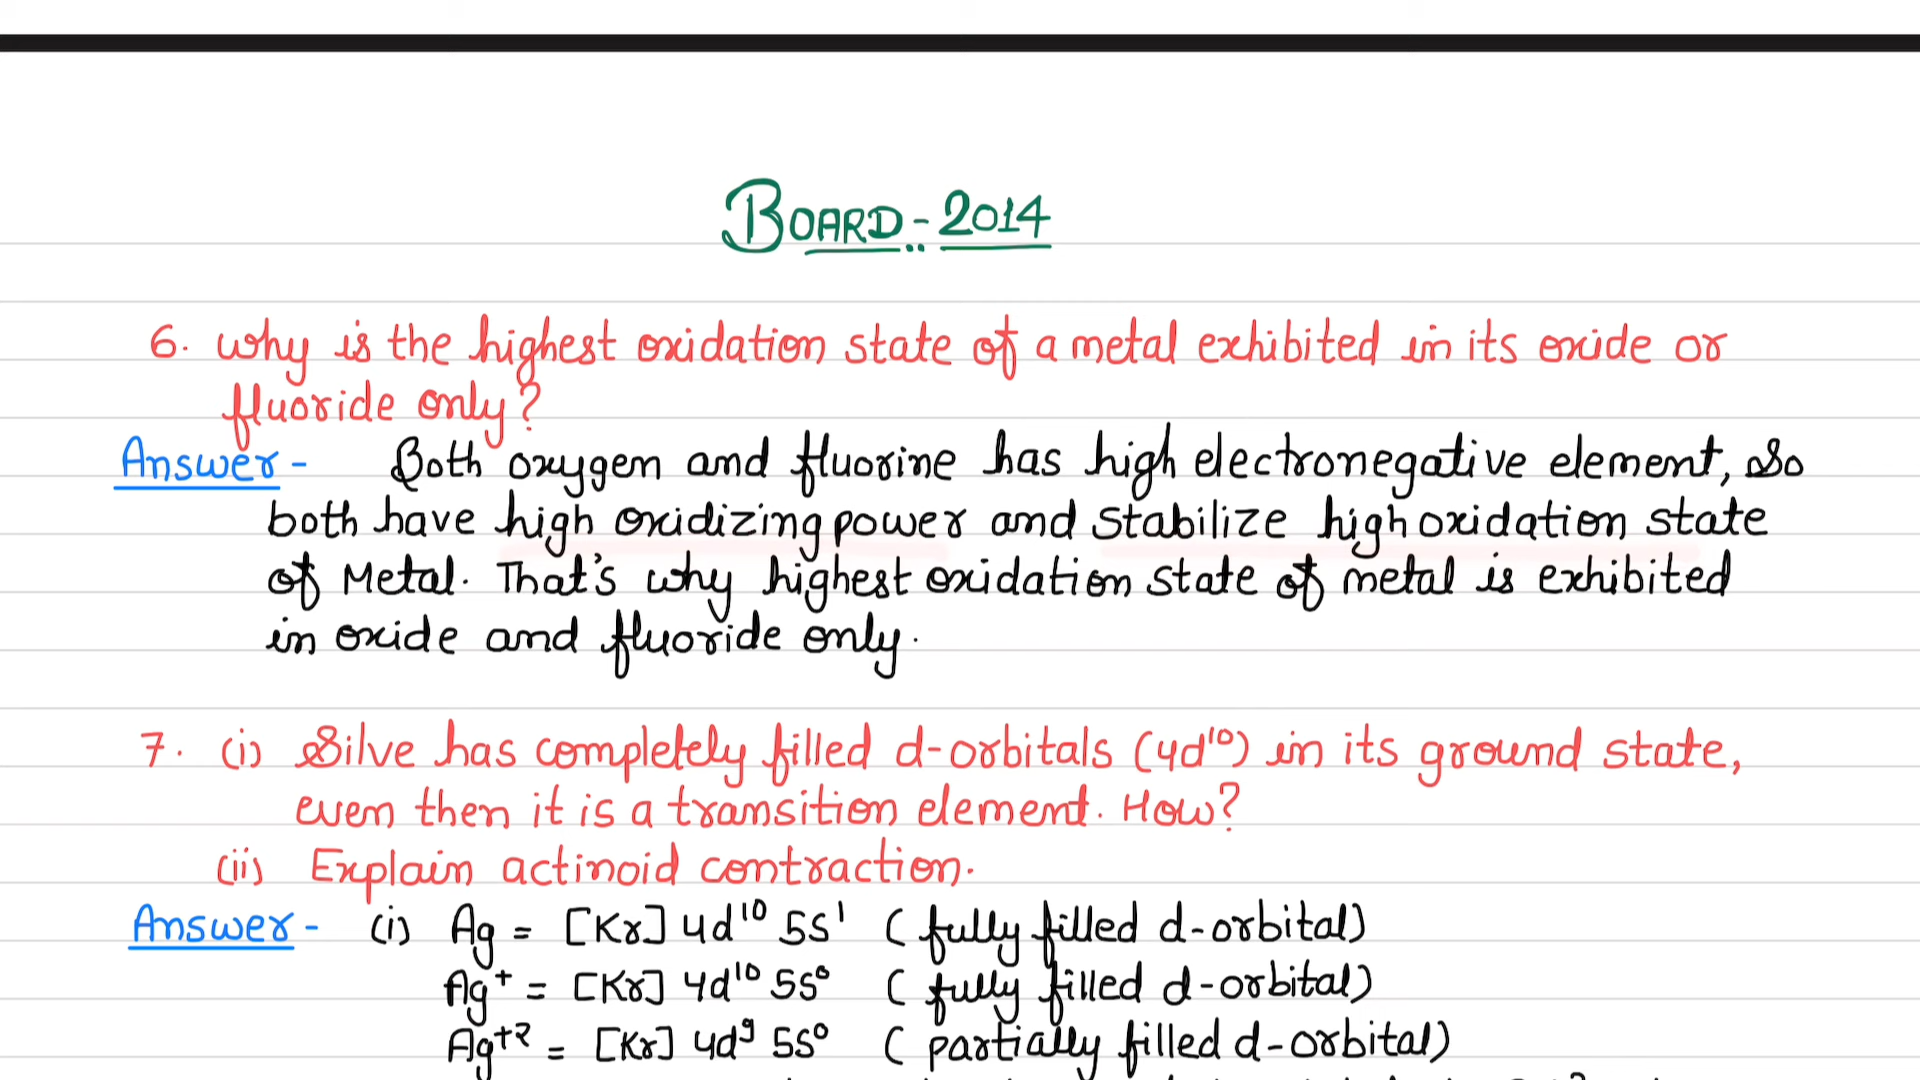 BOARD-2014
6. why is the highest oxidation state of a metal exhibited in its oxide or
fluoride only?
Answer - Both oxygen and fluorine has high electronegative element, So
both have high oxidizing power and stabilize high oxidation state
of Metal. That's why highest oxidation state of metal is exhibited
in oxide and fluoride only.
7. (i) Silve has completely filled d-orbitals (4d¹⁰) in its ground state,
even then it is a transition element. How?
(ii) Explain actinoid contraction.
Answer - (i) Ag = [Kr] 4d¹⁰ 5S¹ ( fully filled d-orbital)
Ag⁺ = [Kr] 4d¹⁰ 5S⁰ ( fully filled d-orbital)
Ag⁺² = [Kr] 4d⁹ 5S⁰ ( partially filled d-orbital)